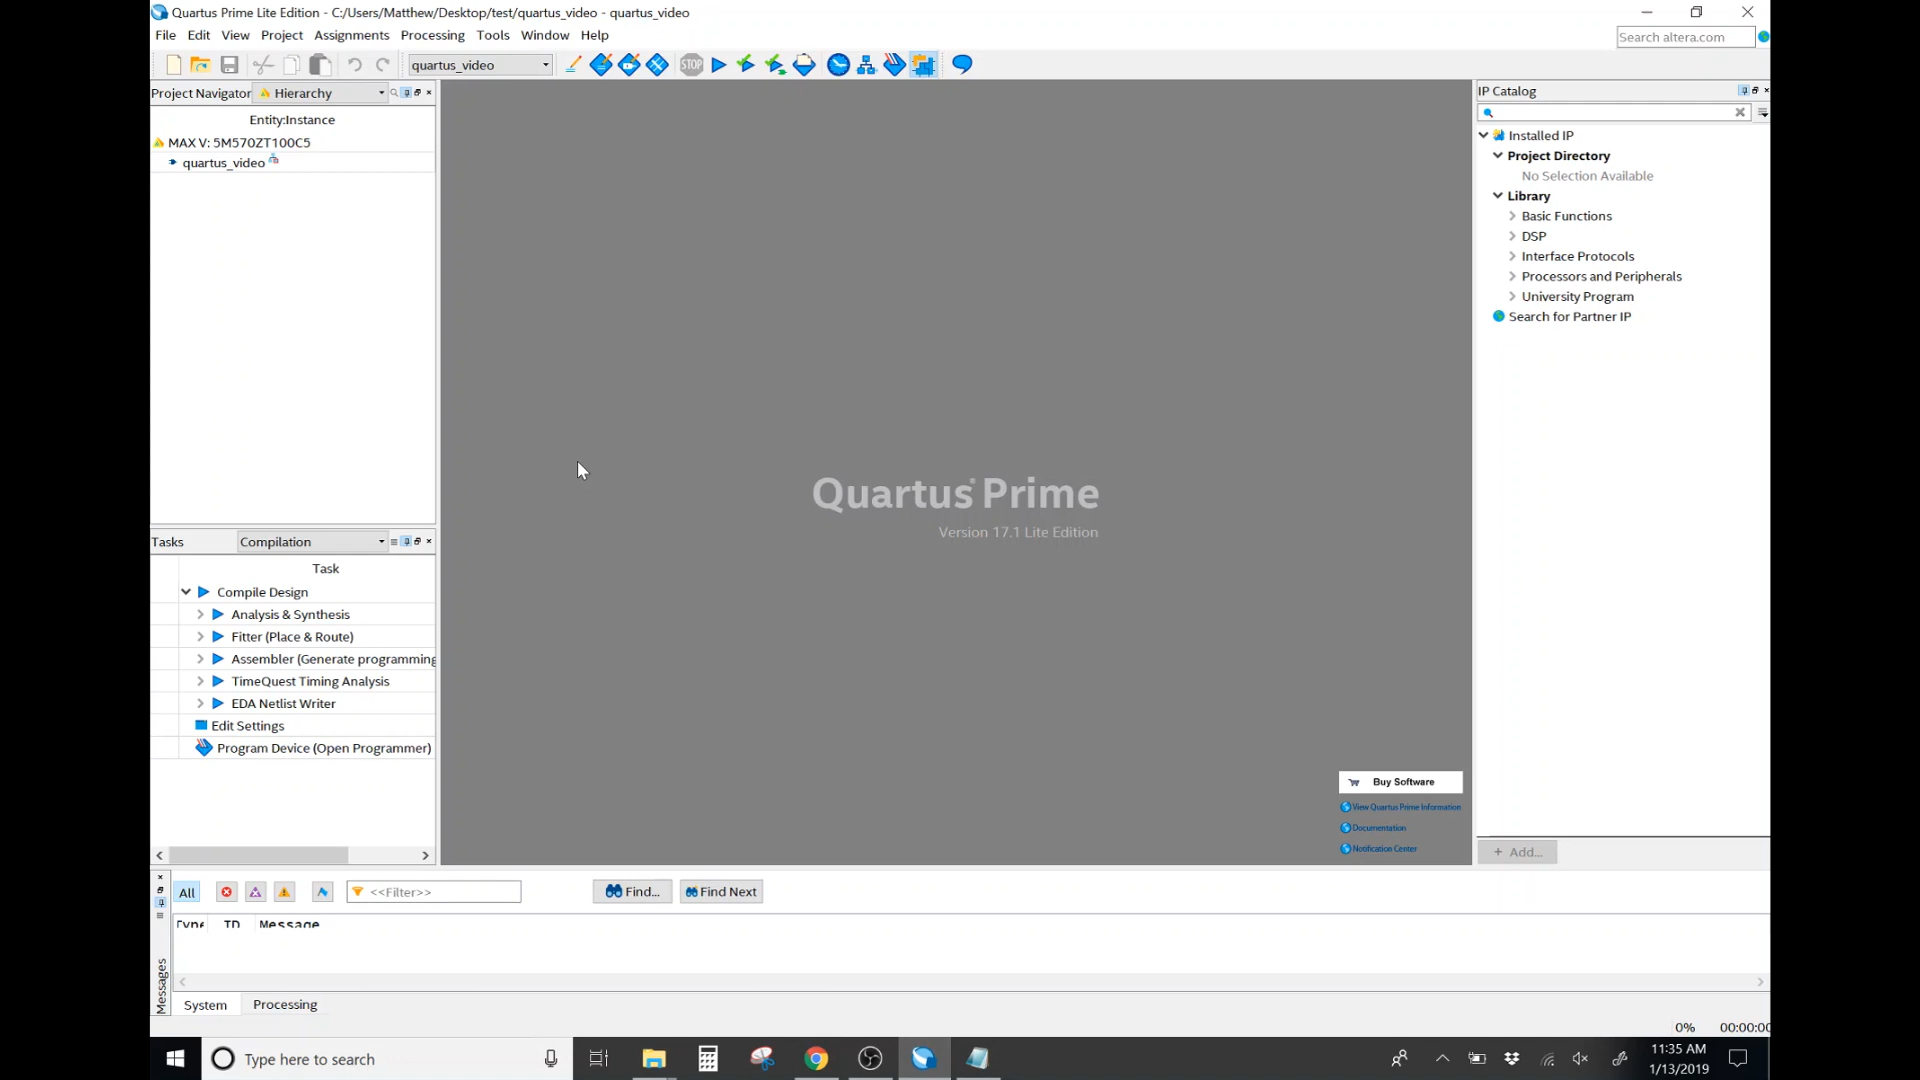 Quartus Prime Lite Edition - C:/Users/Matthew/Desktop/test/quartus_video - quartus_video
File Edit View Project Assignments Processing Tools Window Help
Search altera.com
quartus_video
STOP
Project Navigator Hierarchy
Entity:Instance
MAX V: 5M570ZT100C5
quartus_video
IP Catalog
Installed IP
Project Directory
No Selection Available
Library
Basic Functions
DSP
Interface Protocols
Processors and Peripherals
University Program
Search for Partner IP
+ Add...
Quartus® Prime
Version 17.1 Lite Edition
Buy Software
View Quartus Prime Information
Documentation
Notification Center
Tasks Compilation
Task
Compile Design
Analysis & Synthesis
Fitter (Place & Route)
Assembler (Generate programming
TimeQuest Timing Analysis
EDA Netlist Writer
Edit Settings
Program Device (Open Programmer)
All <<Filter>> Find... Find Next
Type ID Message
Messages
System Processing
0% 00:00:00
Type here to search
11:35 AM
1/13/2019